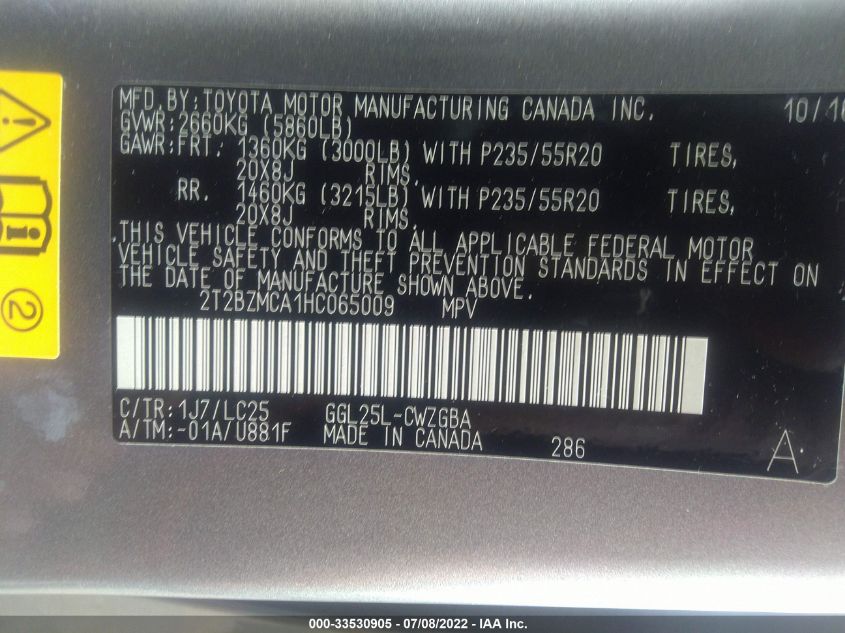 MFD.BY:TOYOTA MOTOR MANUFACTURING CANADA INC. 10/16
GVWR:2660KG (5860LB)
GAWR:FRT. 1360KG (3000LB) WITH P235/55R20 TIRES,
20X8J RIMS.
RR. 1460KG (3215LB) WITH P235/55R20 TIRES,
20X8J RIMS.
THIS VEHICLE CONFORMS TO ALL APPLICABLE FEDERAL MOTOR
VEHICLE SAFETY AND THEFT PREVENTION STANDARDS IN EFFECT ON
THE DATE OF MANUFACTURE SHOWN ABOVE.
2T2BZMCA1HC065009 MPV
C/TR:1J7/LC25 GGL25L-CWZGBA
A/TM:-01A/U881F MADE IN CANADA 286 A
2
000-33530905 - 07/08/2022 - IAA Inc.